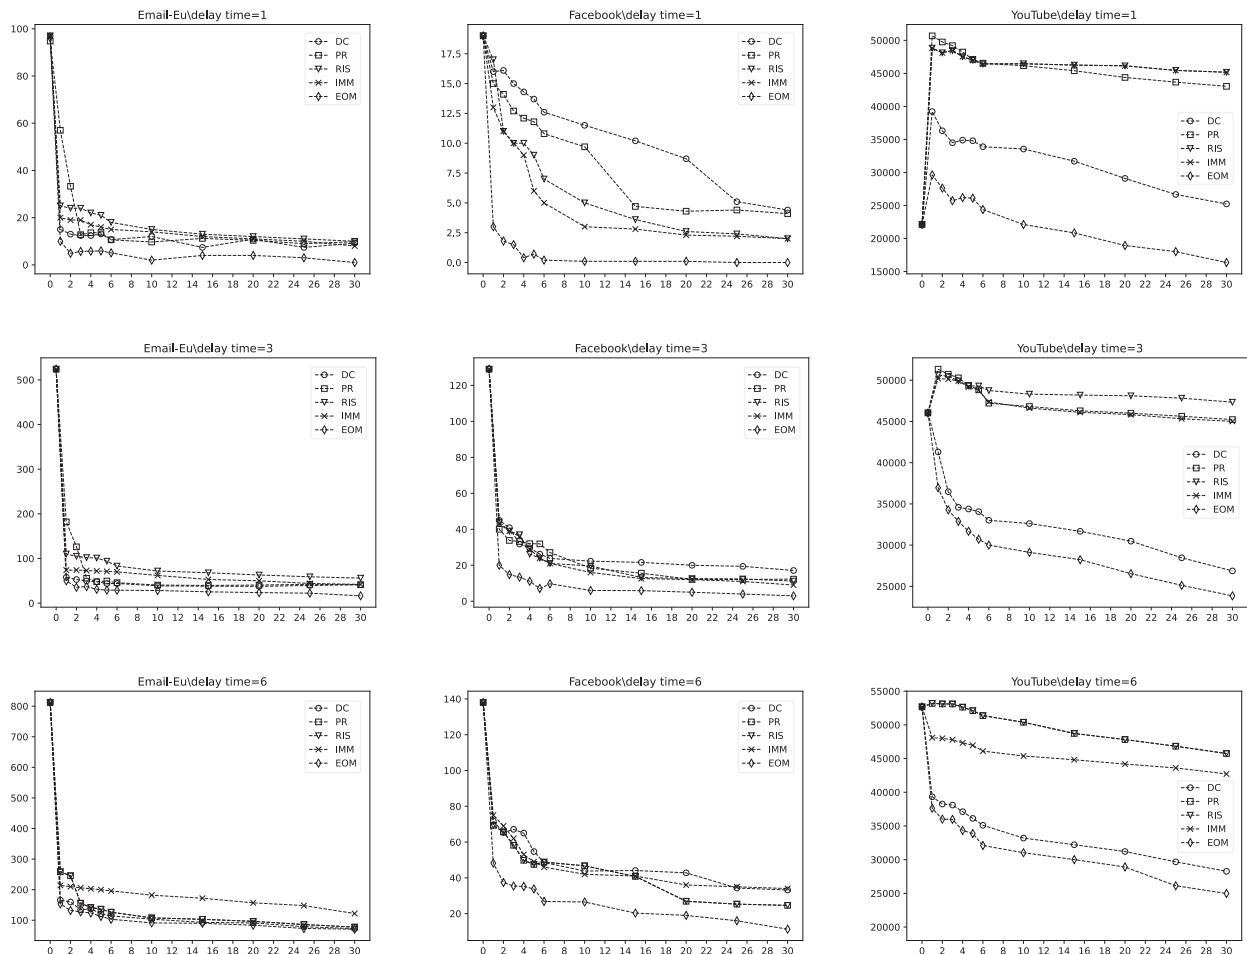 Email-Eu\delay time=1
100
80
60
40
20
0
0 2 4 6 8 10 12 14 16 18 20 22 24 26 28 30
DC
PR
RIS
IMM
EOM
Facebook\delay time=1
17.5
15.0
12.5
10.0
7.5
5.0
2.5
0,0
0 2 4 6 8 10 12 14 16 18 20 22 24 26 28 30
DC
PR
RIS
IMM
EOM
YouTube\delay time=1
50000
45000
40000
35000
30000
25000
20000
15000
0 2 4 6 8 10 12 14 16 18 20 22 24 26 28 30
DC
PR
RIS
IMM
EOM
Email-Eu\delay time=3
500
400
300
200
100
0
0 2 4 6 8 10 12 14 16 18 20 22 24 26 28 30
DC
PR
RIS
IMM
EOM
Facebook\delay time=3
120
100
80
60
40
20
0
0 2 4 6 8 10 12 14 16 18 20 22 24 26 28 30
DC
PR
RIS
IMM
EOM
YouTube\delay time=3
50000
45000
40000
35000
30000
25000
0 2 4 6 8 10 12 14 16 18 20 22 24 26 28 30
DC
PR
RIS
IMM
EOM
Email-Eu\delay time=6
800
700
600
500
400
300
200
100
0 2 4 6 8 10 12 14 16 18 20 22 24 26 28 30
DC
PR
RIS
IMM
EOM
Facebook\delay time=6
140
120
100
80
60
40
20
0 2 4 6 8 10 12 14 16 18 20 22 24 26 28 30
DC
PR
RIS
IMM
EOM
YouTube\delay time=6
55000
50000
45000
40000
35000
30000
25000
20000
0 2 4 6 8 10 12 14 16 18 20 22 24 26 28 30
DC
PR
RIS
IMM
EOM